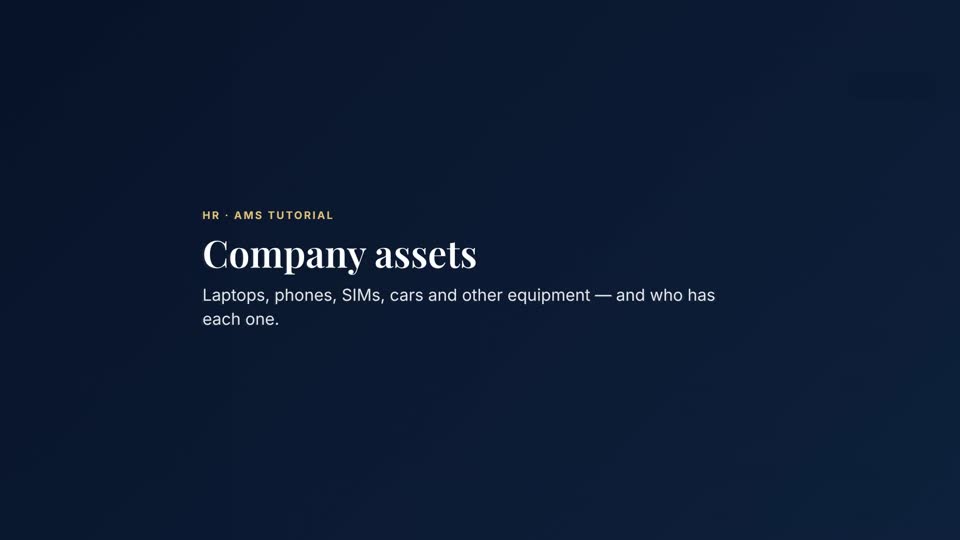 HR · AMS TUTORIAL
Company assets
Laptops, phones, SIMs, cars and other equipment — and who has
each one.